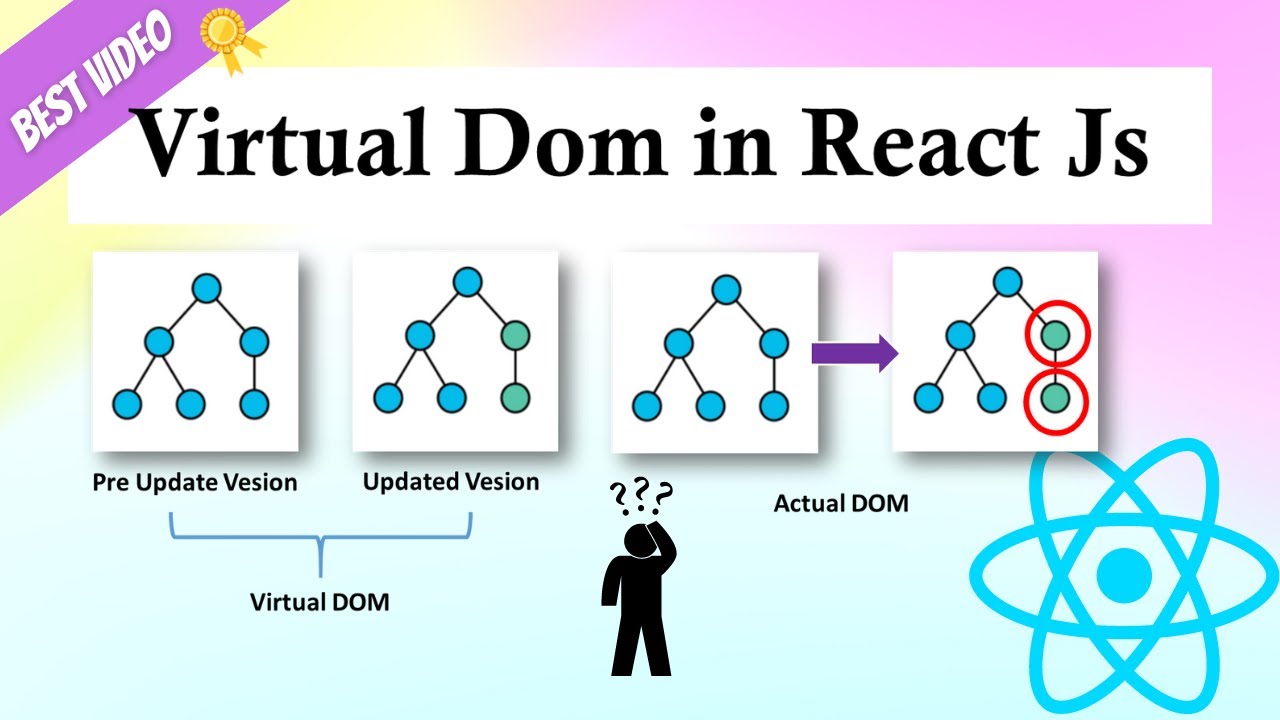 BEST VIDEO
Virtual Dom in React Js
Pre Update Vesion
Updated Vesion
Virtual DOM
???
Actual DOM